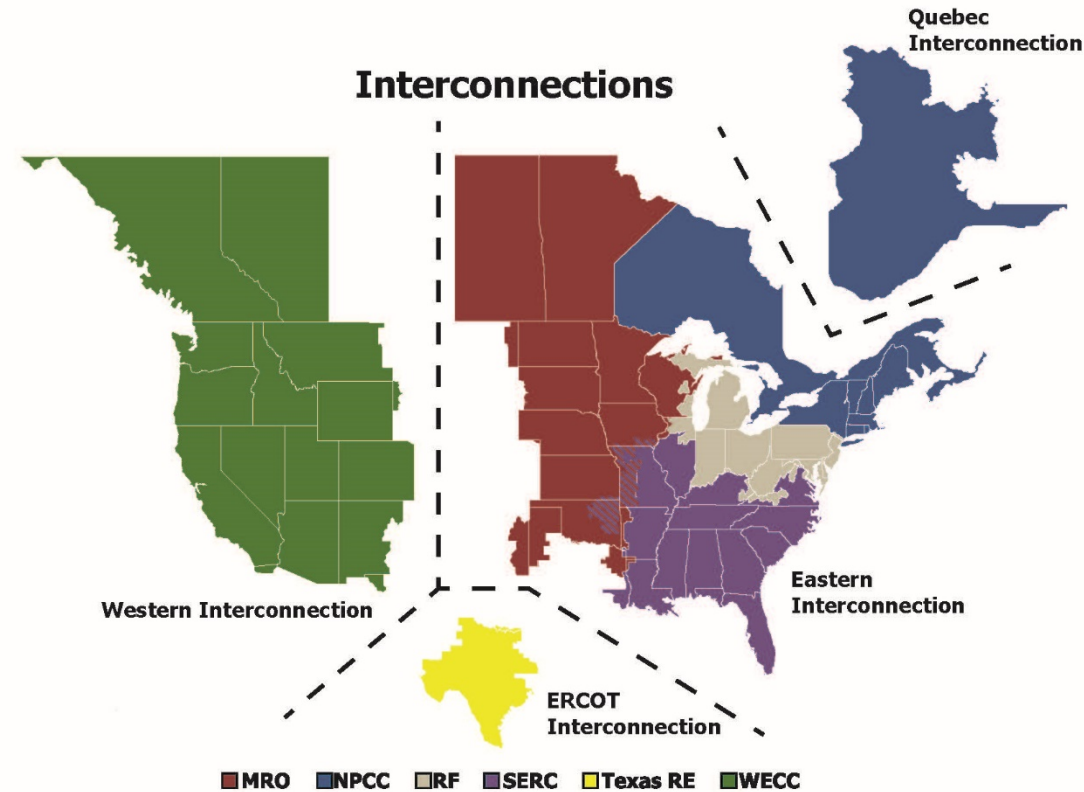 Quebec
Interconnection
Interconnections
Western Interconnection
Eastern
Interconnection
ERCOT
Interconnection
MRO NPCC RF SERC Texas RE WECC